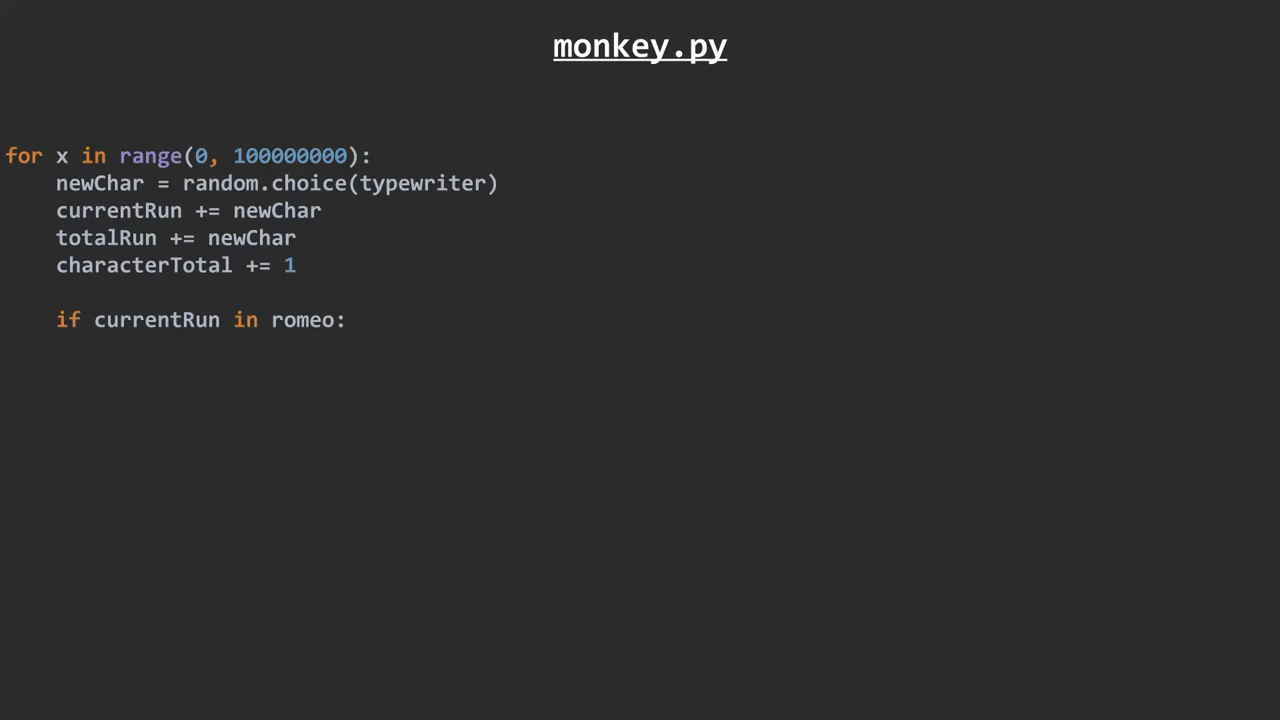 monkey.py
for x in range(0, 100000000):
    newChar = random.choice(typewriter)
    currentRun += newChar
    totalRun += newChar
    characterTotal += 1
    if currentRun in romeo: